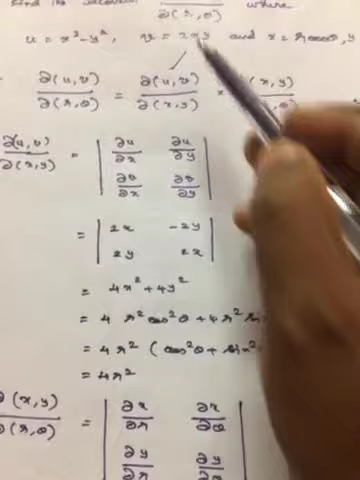 Find the Jacobian ∂(r, θ) where
u = x² - y², v = 2xy and x = r cosθ, y
∂(u, v) / ∂(r, θ) = ∂(u, v) / ∂(x, y) × (x, y) / θ)
∂(u, v) / ∂(x, y) = | ∂u/∂x ∂u/∂y |
| ∂v/∂x ∂v/∂y |
= | 2x -2y |
| 2y 2x |
= 4x² + 4y²
= 4 r² cos²θ + 4 r² sin
= 4r² ( cos²θ + sin²
= 4r²
∂(x, y) / ∂(r, θ) = | ∂x/∂r ∂x/∂θ |
| ∂y/∂r ∂y/∂θ |